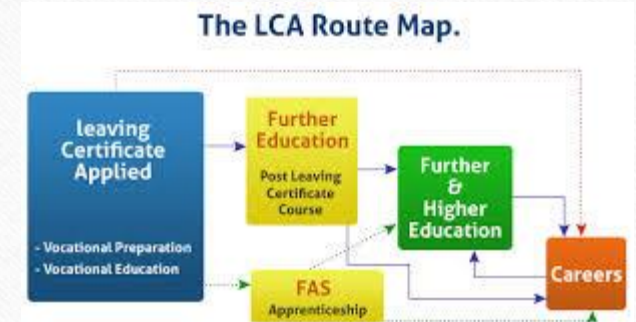 The LCA Route Map.
leaving
Certificate
Applied
- Vocational Preparation
- Vocational Education
Further
Education
Post Leaving
Certificate
Course
FAS
Apprenticeship
Further
&
Higher
Education
Careers